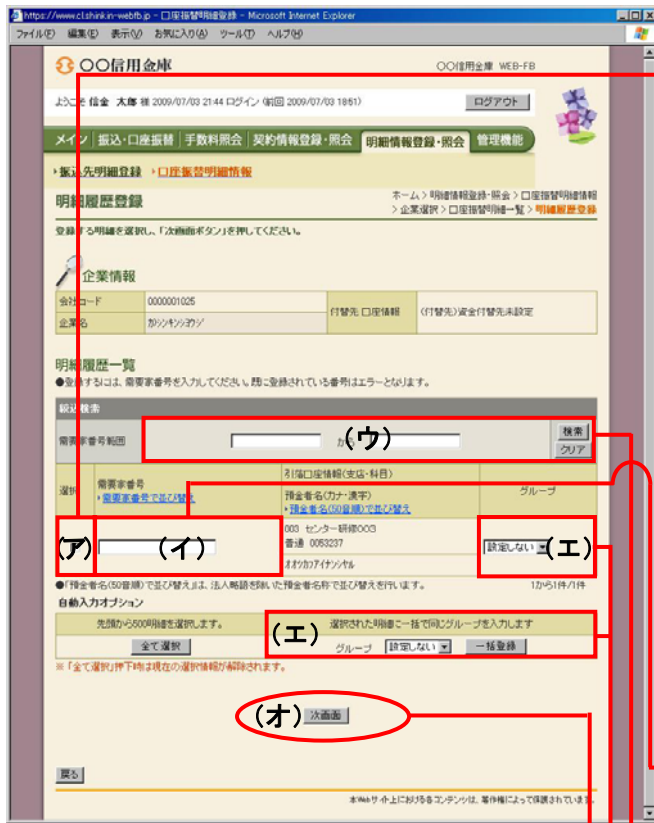 https://www.cl.shinkin-webfb.jp - 口座振替明細登録 - Microsoft Internet Explorer
ファイル(F) 編集(E) 表示(V) お気に入り(A) ツール(T) ヘルプ(H)
〇〇信用金庫
〇〇信用金庫 WEB-FB
ようこそ 信金 太郎 様 2009/07/03 21:44 ログイン (前回 2009/07/03 1851)
ログアウト
メイン 振込・口座振替 手数料照会 契約情報登録・照会 明細情報登録・照会 管理機能
振込先明細登録 口座振替明細情報
明細履歴登録
ホーム > 明細情報登録・照会 > 口座振替明細情報
> 企業選択 > 口座振替明細一覧 > 明細履歴登録
登録する明細を選択し、「次画面ボタン」を押してください。
企業情報
会社コード 0000001025
付替先口座情報 (付替先)資金付替先未設定
企業名 カ)シンキンシヨウジ
明細履歴一覧
●登録するには、需要家番号を入力してください。既に登録されている番号はエラーとなります。
絞込検索
需要家番号範囲 から (ウ) 検索
クリア
選択 需要家番号
需要家番号で並び替え
引落口座情報(支店・科目)
預金者名(カナ・漢字)
預金者名(50音順)で並び替え
グループ
(ア) (イ)
003 センター研修003
普通 0053237
設定しない (エ)
●「預金者名(50音順)で並び替え」は、法人略語を除いた預金者名称で並び替えを行います。 1から1件/1件
自動入力オプション
先頭から500明細を選択します。 選択された明細に一括で同じグループを入力します
全て選択 (エ) グループ 設定しない 一括登録
※「全て選択」押下時は現在の選択情報が解除されます。
(オ) 次画面
戻る
本Webサイト上における各コンテンツは、著作権によって保護されています。